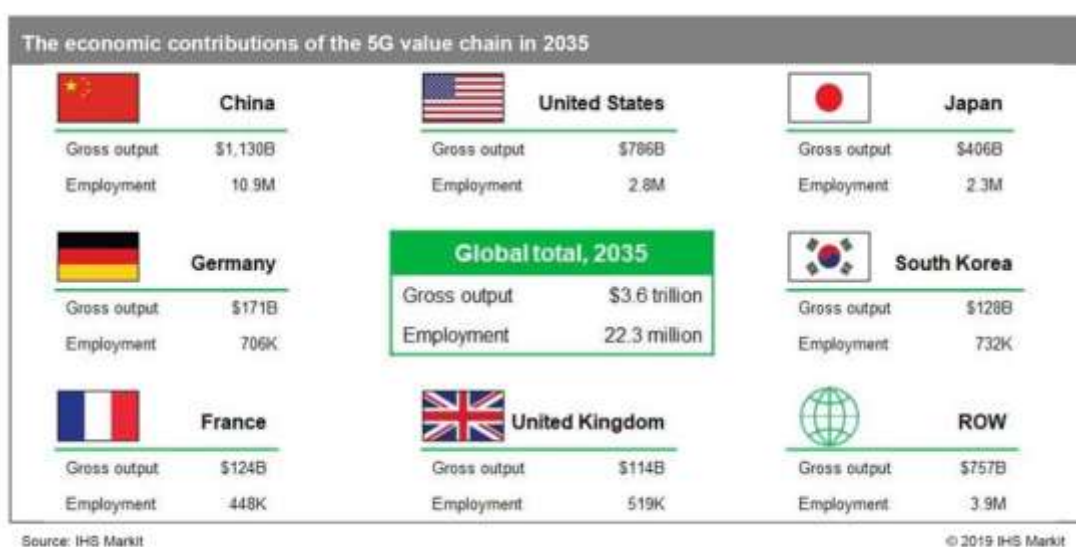 The economic contributions of the 5G value chain in 2035
China
Gross output $1,130B
Employment 10.9M
United States
Gross output $786B
Employment 2.8M
Japan
Gross output $406B
Employment 2.3M
Germany
Gross output $171B
Employment 706K
Global total, 2035
Gross output $3.6 trillion
Employment 22.3 million
South Korea
Gross output $128B
Employment 732K
France
Gross output $124B
Employment 448K
United Kingdom
Gross output $114B
Employment 519K
ROW
Gross output $757B
Employment 3.9M
Source: IHS Markit
© 2019 IHS Markit